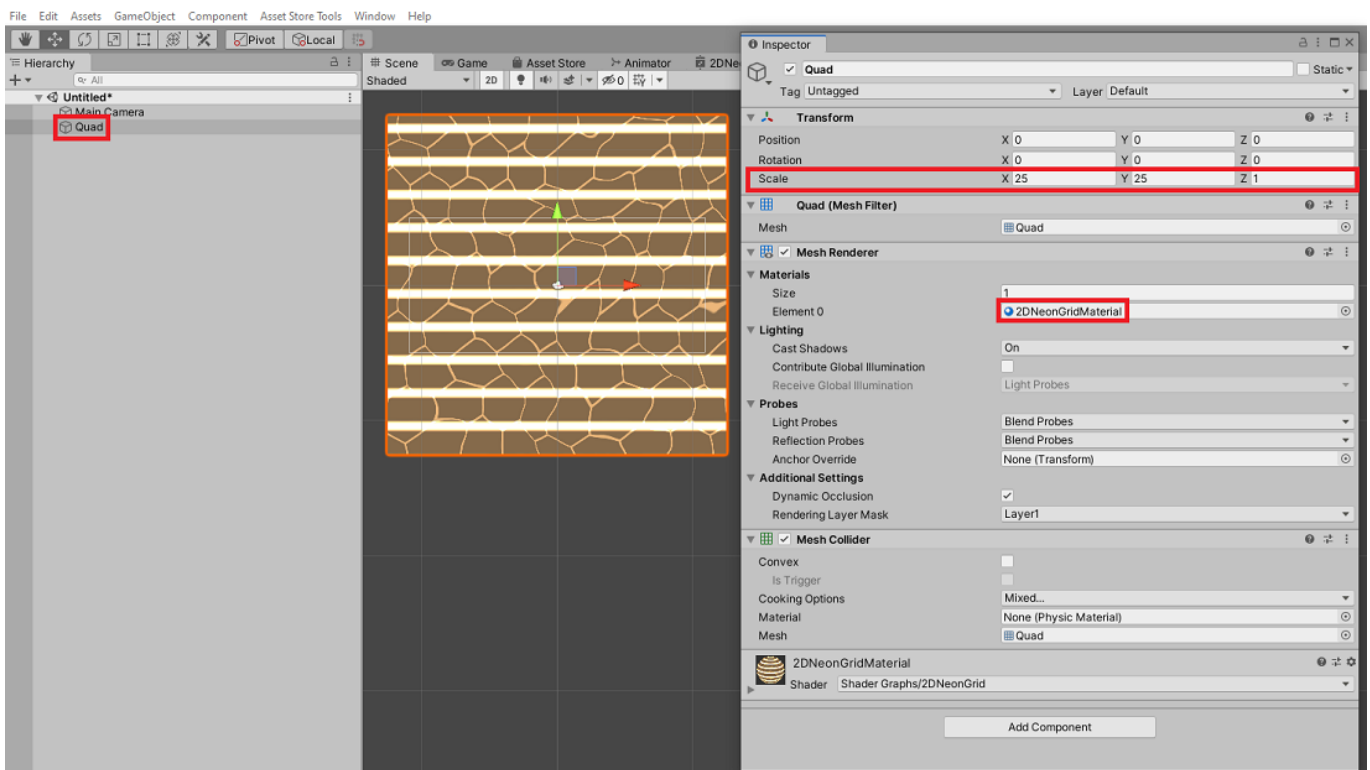 File Edit Assets GameObject Component Asset Store Tools Window Help
Pivot Local
Hierarchy
All
Untitled*
Main Camera
Quad
Scene Game Asset Store Animator 2DNe
Shaded 2D 0
Inspector
Quad Static
Tag Untagged Layer Default
Transform
Position X 0 Y 0 Z 0
Rotation X 0 Y 0 Z 0
Scale X 25 Y 25 Z 1
Quad (Mesh Filter)
Mesh Quad
Mesh Renderer
Materials
Size 1
Element 0 2DNeonGridMaterial
Lighting
Cast Shadows On
Contribute Global Illumination
Receive Global Illumination Light Probes
Probes
Light Probes Blend Probes
Reflection Probes Blend Probes
Anchor Override None (Transform)
Additional Settings
Dynamic Occlusion
Rendering Layer Mask Layer1
Mesh Collider
Convex
Is Trigger
Cooking Options Mixed...
Material None (Physic Material)
Mesh Quad
2DNeonGridMaterial
Shader Shader Graphs/2DNeonGrid
Add Component